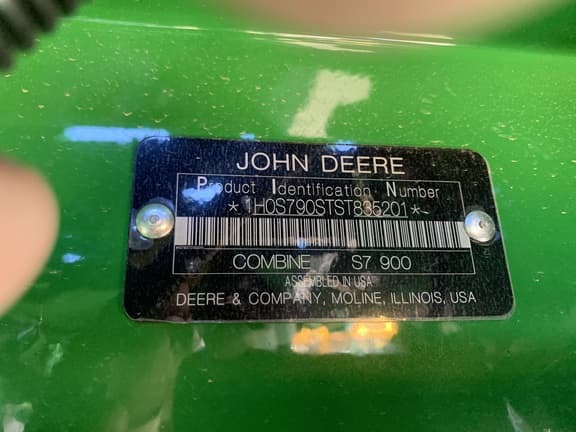 JOHN DEERE
Product Identification Number
*1H0S790STST835201*
COMBINE S7 900
ASSEMBLED IN USA
DEERE & COMPANY, MOLINE, ILLINOIS, USA